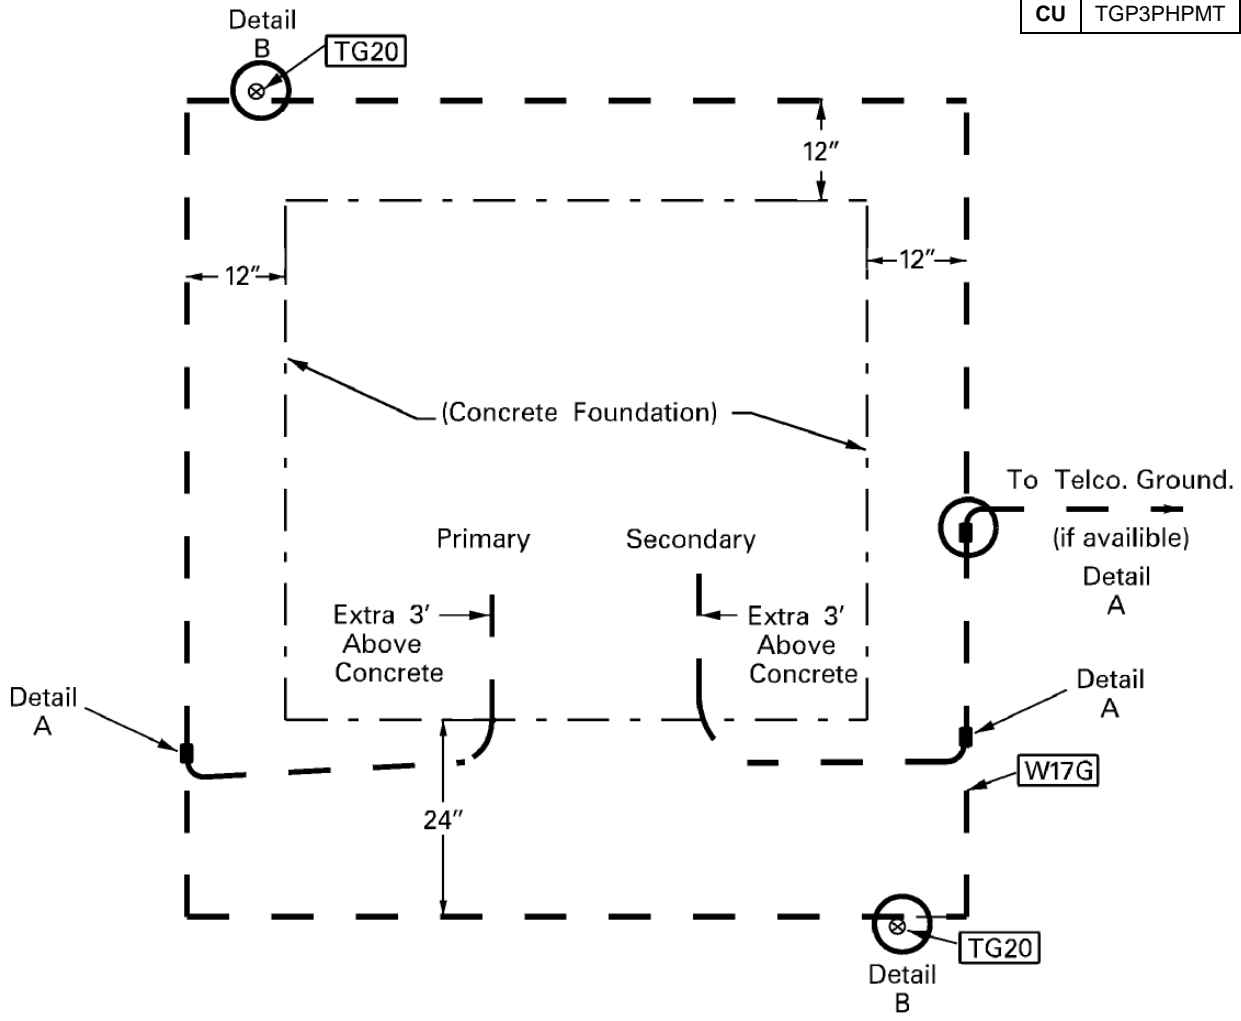 CU TGP3PHPMT
Detail
B
TG20
12"
12"
12"
(Concrete Foundation)
To Telco. Ground.
(if availible)
Detail
A
Primary
Secondary
Extra 3'
Above
Concrete
Extra 3'
Above
Concrete
Detail
A
Detail
A
W17G
24"
TG20
Detail
B